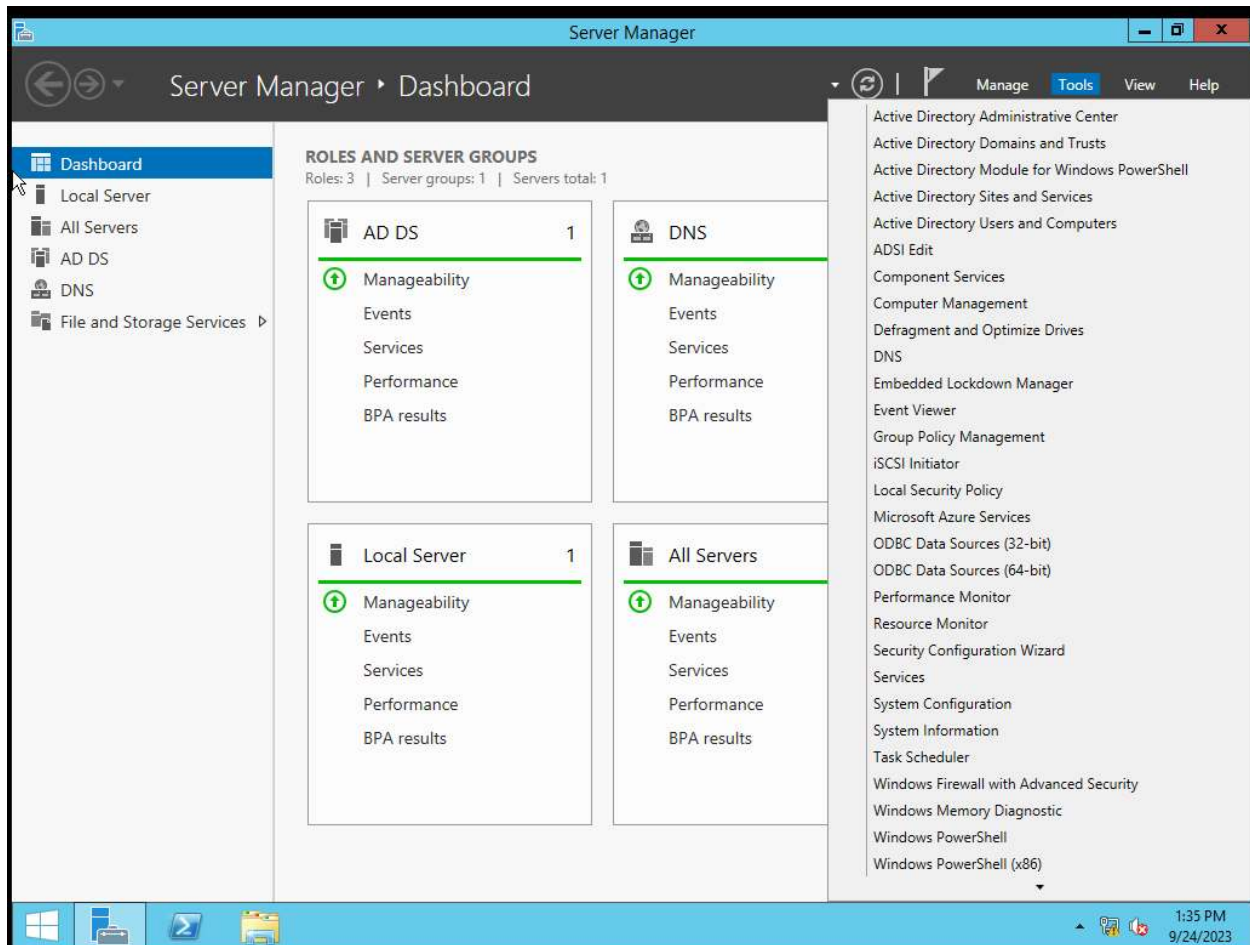 Server Manager
Server Manager ‣ Dashboard
Manage Tools View Help
Dashboard
Local Server
All Servers
AD DS
DNS
File and Storage Services
ROLES AND SERVER GROUPS
Roles: 3 | Server groups: 1 | Servers total: 1
AD DS 1
Manageability
Events
Services
Performance
BPA results
DNS
Manageability
Events
Services
Performance
BPA results
Local Server 1
Manageability
Events
Services
Performance
BPA results
All Servers
Manageability
Events
Services
Performance
BPA results
Active Directory Administrative Center
Active Directory Domains and Trusts
Active Directory Module for Windows PowerShell
Active Directory Sites and Services
Active Directory Users and Computers
ADSI Edit
Component Services
Computer Management
Defragment and Optimize Drives
DNS
Embedded Lockdown Manager
Event Viewer
Group Policy Management
iSCSI Initiator
Local Security Policy
Microsoft Azure Services
ODBC Data Sources (32-bit)
ODBC Data Sources (64-bit)
Performance Monitor
Resource Monitor
Security Configuration Wizard
Services
System Configuration
System Information
Task Scheduler
Windows Firewall with Advanced Security
Windows Memory Diagnostic
Windows PowerShell
Windows PowerShell (x86)
1:35 PM
9/24/2023